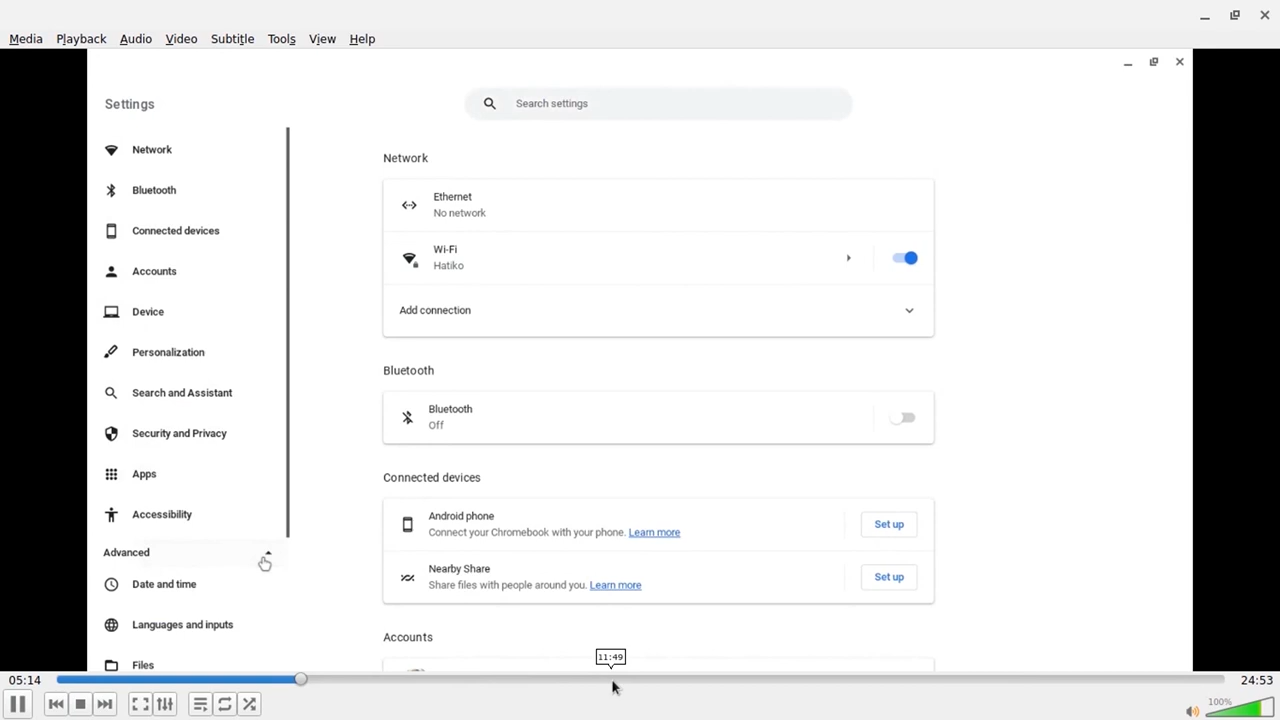 Media Playback Audio Video Subtitle Tools View Help
Settings
Search settings
Network
Bluetooth
Connected devices
Accounts
Device
Personalization
Search and Assistant
Security and Privacy
Apps
Accessibility
Advanced
Date and time
Languages and inputs
Files
Network
Ethernet
No network
Wi-Fi
Hatiko
Add connection
Bluetooth
Bluetooth
Off
Connected devices
Android phone
Connect your Chromebook with your phone. Learn more
Set up
Nearby Share
Share files with people around you. Learn more
Set up
Accounts
11:49
05:14
24:53
100%